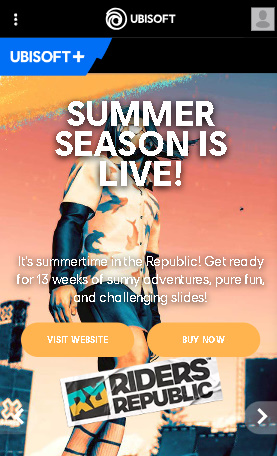 UBISOFT
UBISOFT+
SUMMER
SEASON IS
LIVE!
It's summertime in the Republic! Get ready
for 13 weeks of sunny adventures, pure fun,
and challenging slides!
VISIT WEBSITE
BUY NOW
RIDERS
REPUBLIC